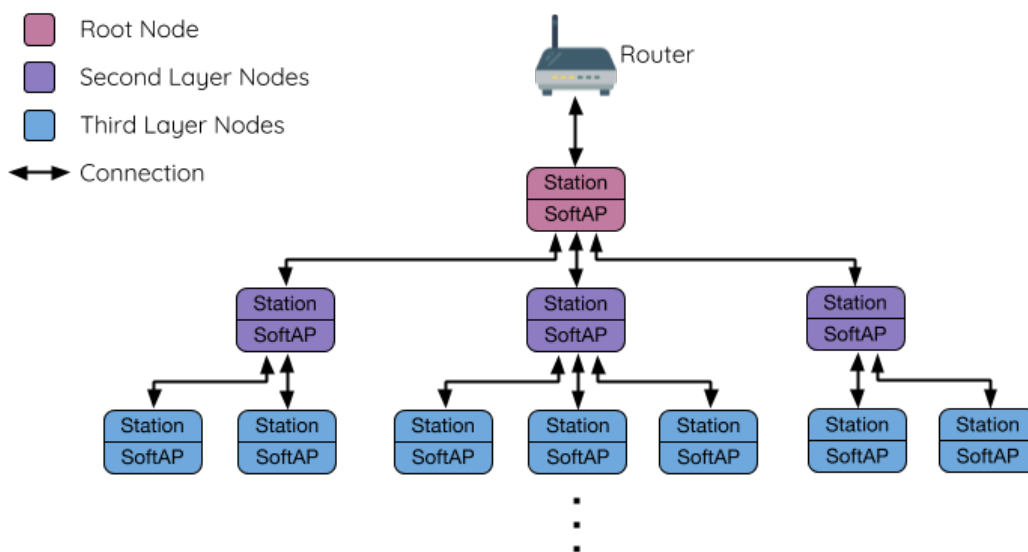 Root Node
Second Layer Nodes
Third Layer Nodes
Connection
Router
Station
SoftAP
Station
SoftAP
Station
SoftAP
Station
SoftAP
Station
SoftAP
Station
SoftAP
Station
SoftAP
Station
SoftAP
Station
SoftAP
Station
SoftAP
Station
SoftAP